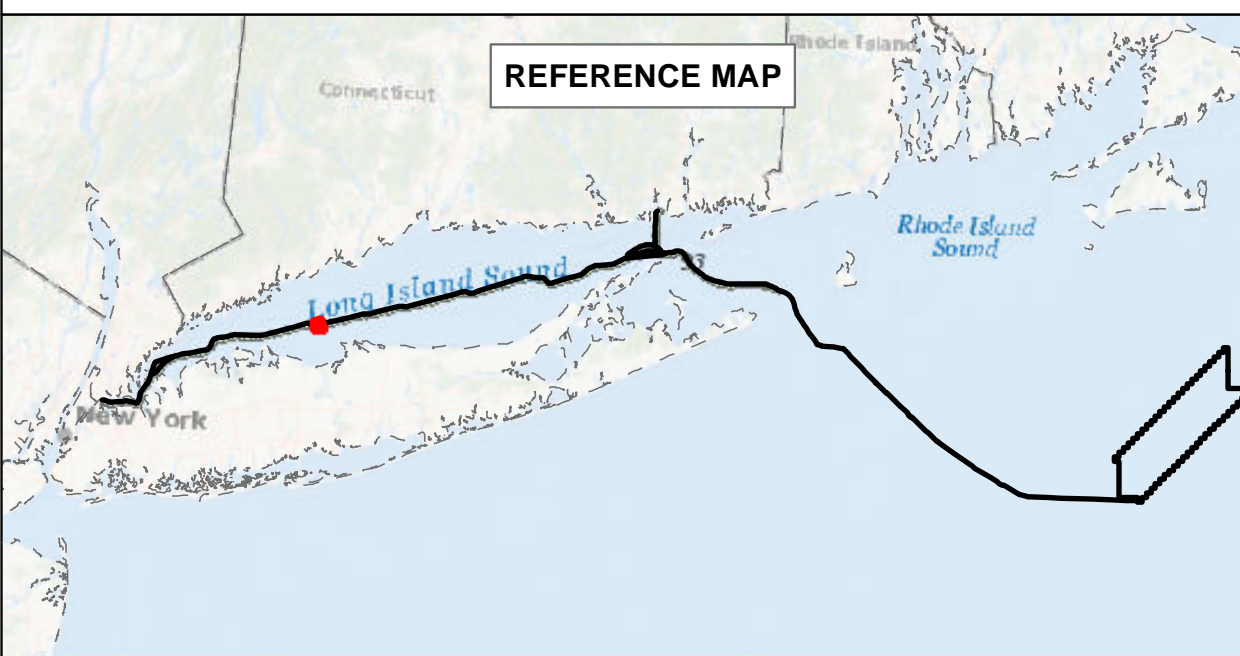 Rhode Island
REFERENCE MAP
Connecticut
Rhode Island
Sound
Long Island Sound
New York